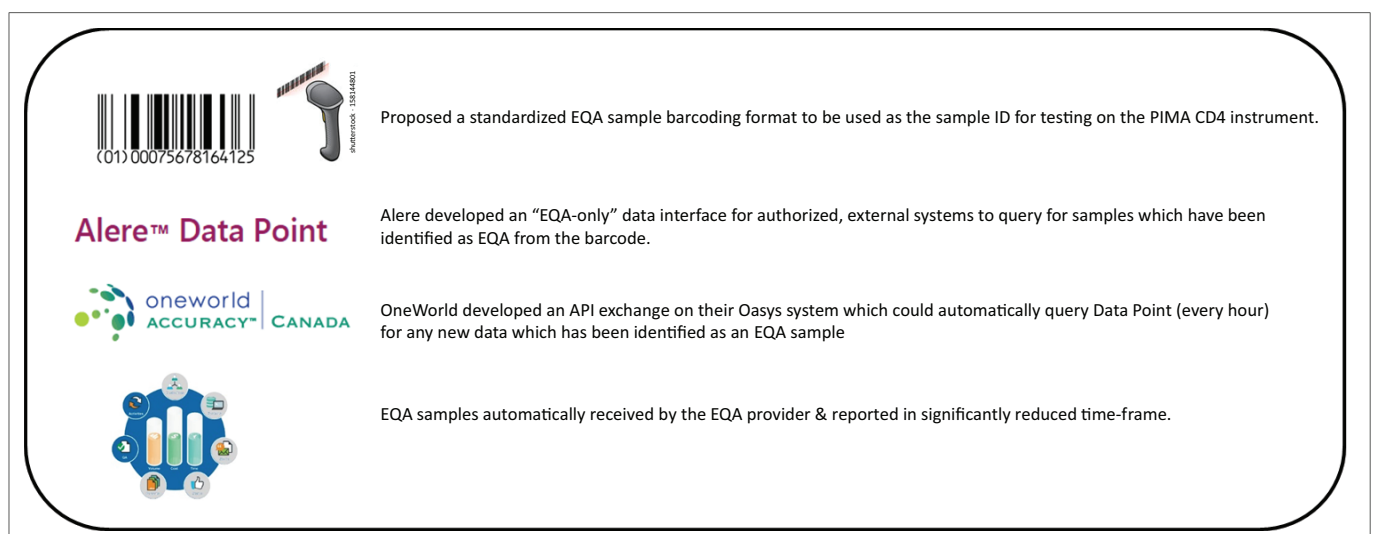 shutterstock · 158144801
(01) 00075678164125
Proposed a standardized EQA sample barcoding format to be used as the sample ID for testing on the PIMA CD4 instrument.
Alere™ Data Point
Alere developed an “EQA-only” data interface for authorized, external systems to query for samples which have been
identified as EQA from the barcode.
oneworld
ACCURACY™ CANADA
OneWorld developed an API exchange on their Oasys system which could automatically query Data Point (every hour)
for any new data which has been identified as an EQA sample
EQA samples automatically received by the EQA provider & reported in significantly reduced time-frame.